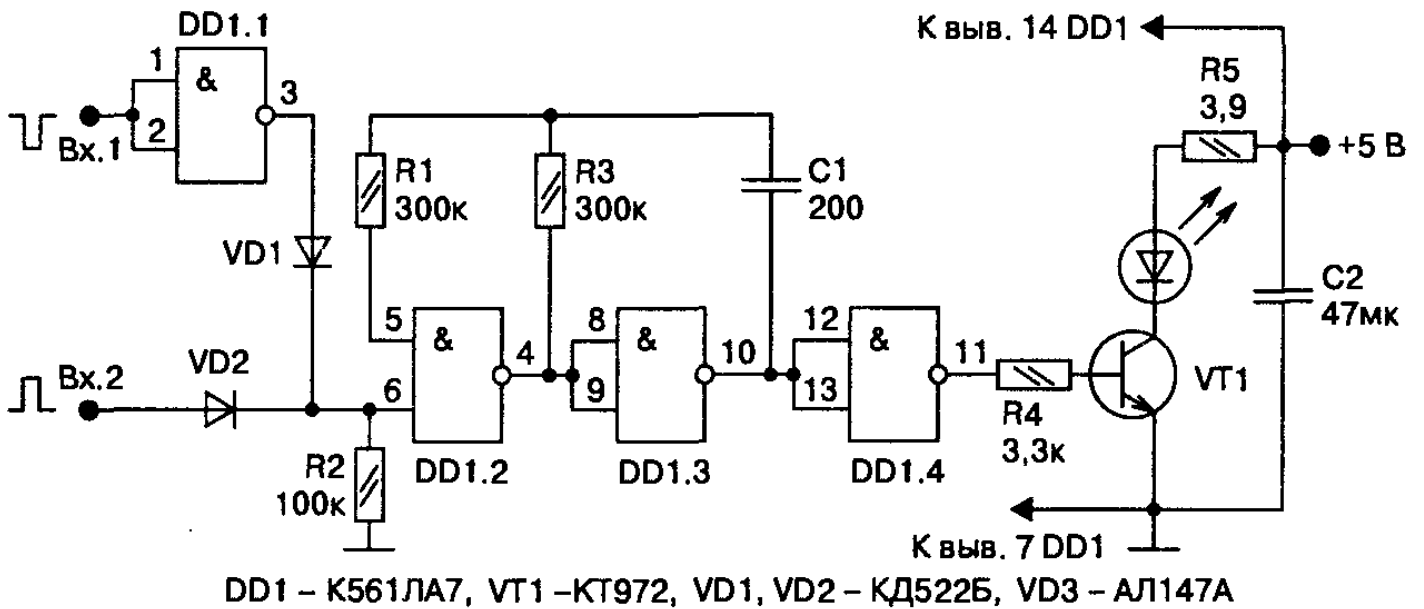 DD1.1
К выв. 14 DD1
1
&
3
2
Вх.1
R5
3,9
+5 В
R1
300к
R3
300к
C1
200
VD1
C2
47мк
5
&
4
6
8
&
10
9
12
&
11
13
VD2
Вх.2
VT1
R4
3,3к
R2
100к
DD1.2
DD1.3
DD1.4
К выв. 7 DD1
DD1 – К561ЛА7, VT1 –КТ972, VD1, VD2 – КД522Б, VD3 – АЛ147А